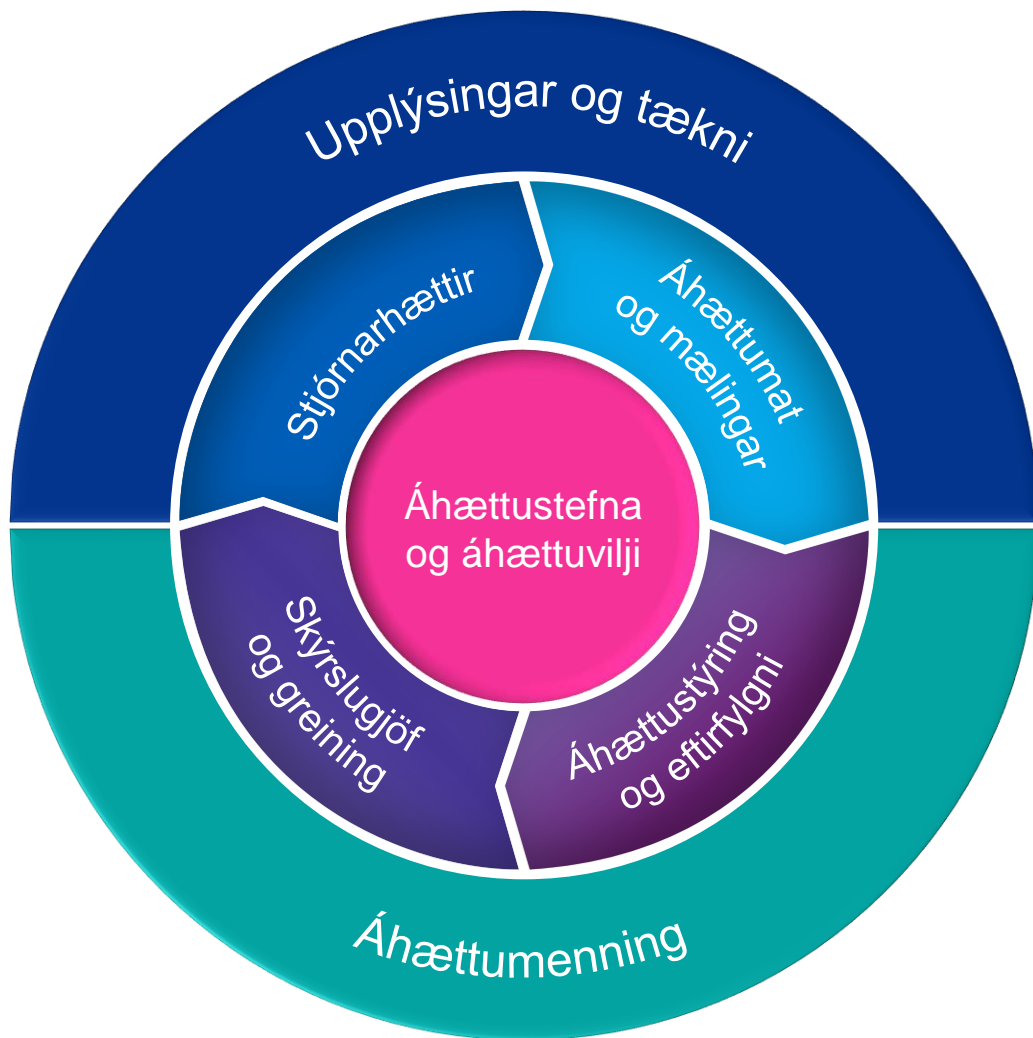 Upplýsingar og tækni
Stjórnarhættir
Áhættumat
og mælingar
Áhættustefna
og áhættuvilji
Skýrslugjöf
og greining
Áhættustýring
og eftirfylgni
Áhættumenning